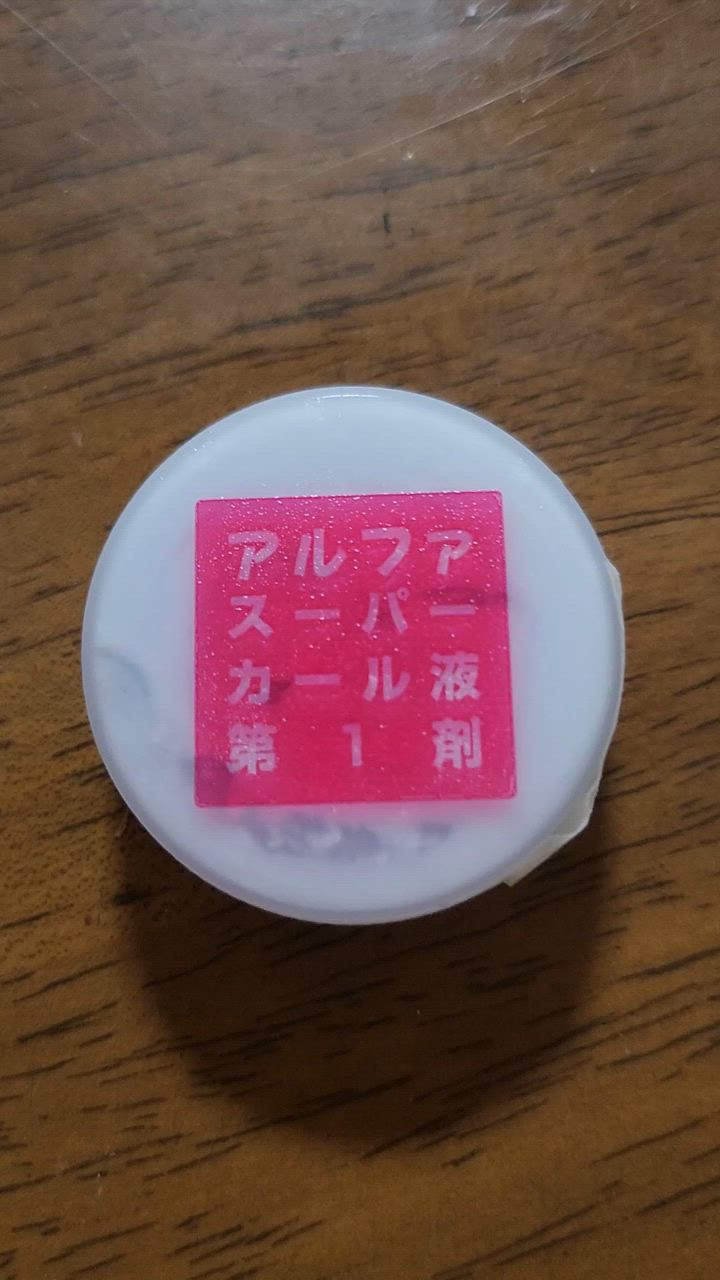 アルファ
スーパー
カール液
第1剤